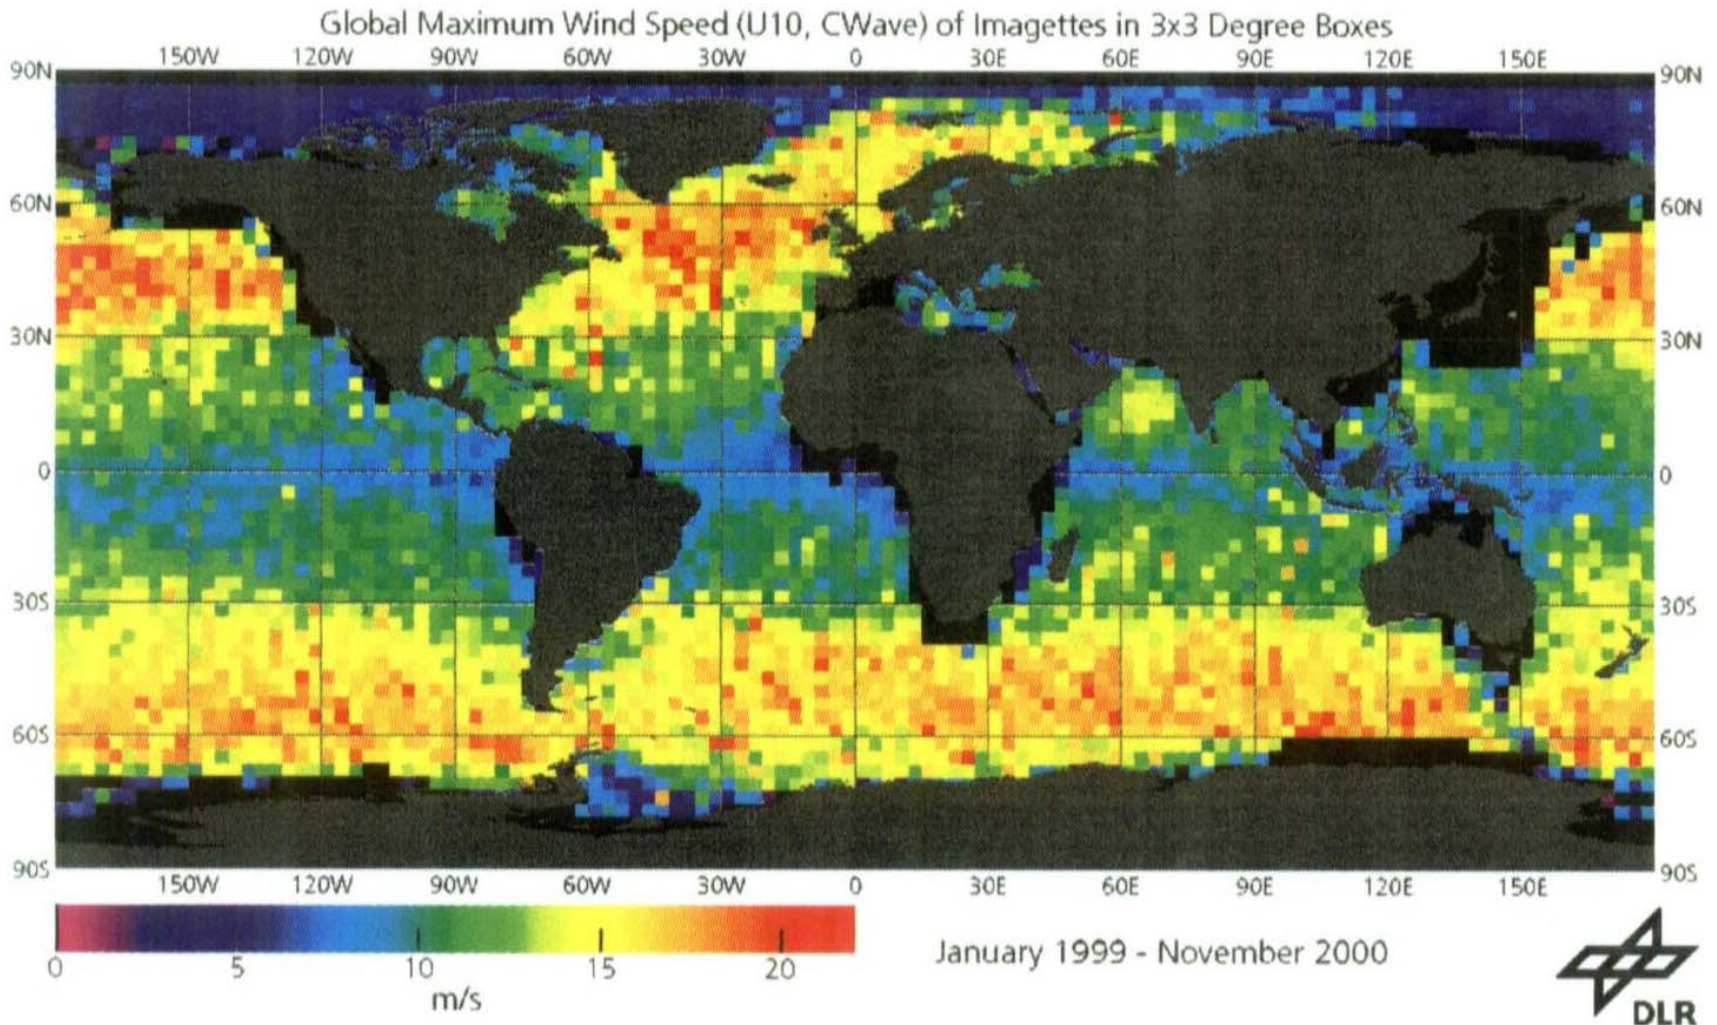 Global Maximum Wind Speed (U10, CWave) of Imagettes in 3x3 Degree Boxes
150W 120W 90W 60W 30W 0 30E 60E 90E 120E 150E
90N 90N
60N 60N
30N 30N
0 0
30S 30S
60S 60S
90S 90S
150W 120W 90W 60W 30W 0 30E 60E 90E 120E 150E
0 5 10 15 20
m/s
January 1999 - November 2000
DLR